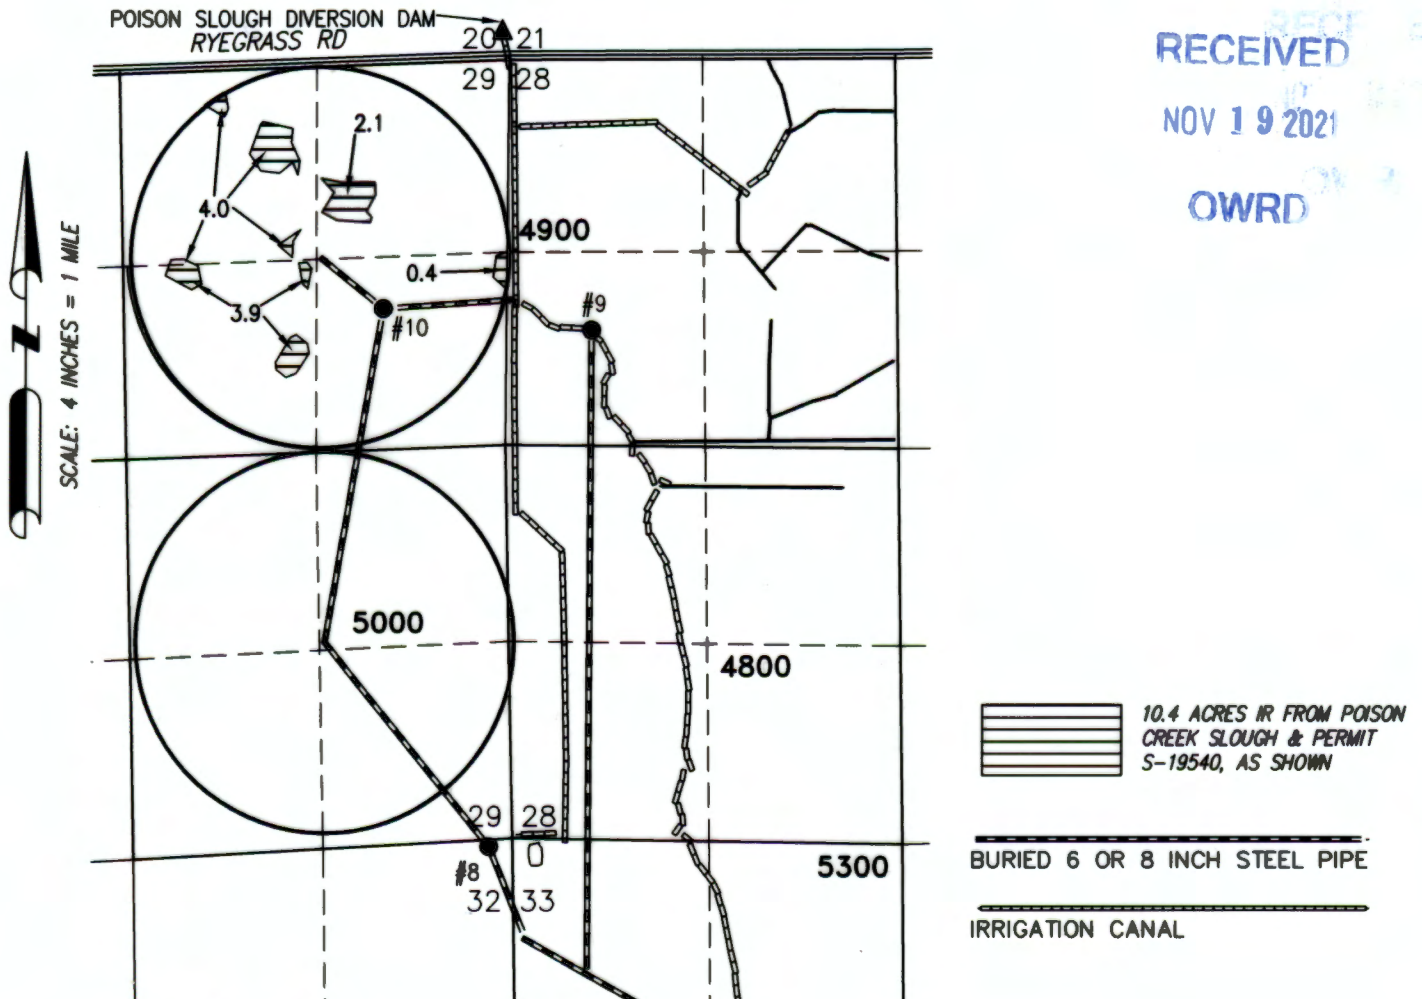 POISON SLOUGH DIVERSION DAM
RYEGRASS RD
20 21
29 28
RECEIVED
NOV 19 2021
OWRD
2.1
4.0
4900
0.4
3.9
#10
#9
SCALE: 4 INCHES = 1 MILE
N
5000
4800
10.4 ACRES IR FROM POISON
CREEK SLOUGH & PERMIT
S-19540, AS SHOWN
29 28
#8
32 33
5300
BURIED 6 OR 8 INCH STEEL PIPE
IRRIGATION CANAL